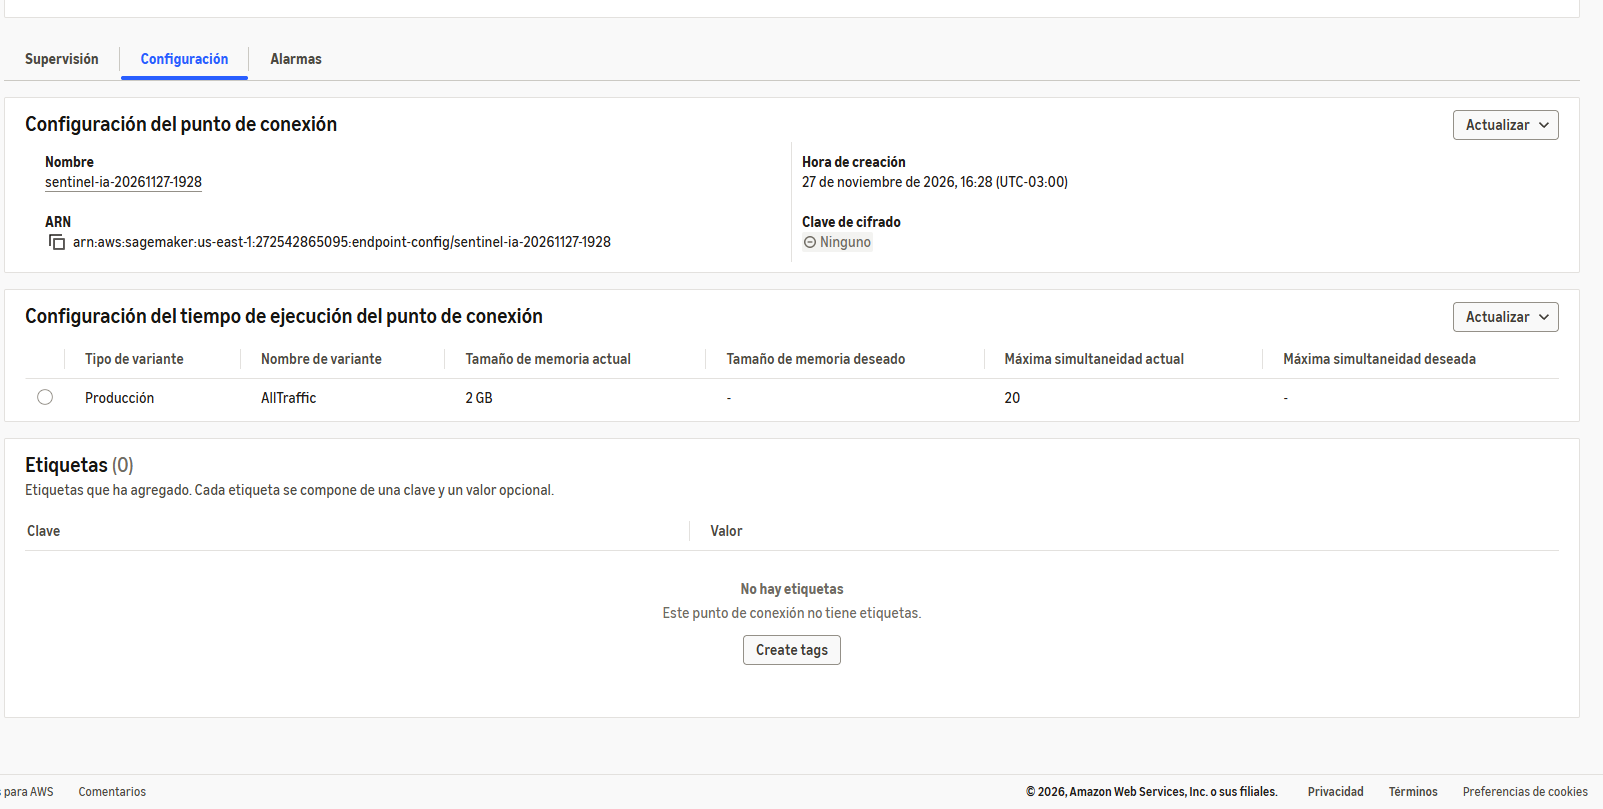 Supervisión Configuración Alarmas
Configuración del punto de conexión
Actualizar
Nombre
sentinel-ia-20261127-1928
Hora de creación
27 de noviembre de 2026, 16:28 (UTC-03:00)
ARN
arn:aws:sagemaker:us-east-1:272542865095:endpoint-config/sentinel-ia-20261127-1928
Clave de cifrado
Ninguno
Configuración del tiempo de ejecución del punto de conexión
Actualizar
Tipo de variante Nombre de variante Tamaño de memoria actual Tamaño de memoria deseado Máxima simultaneidad actual Máxima simultaneidad deseada
Producción AllTraffic 2 GB - 20 -
Etiquetas (0)
Etiquetas que ha agregado. Cada etiqueta se compone de una clave y un valor opcional.
Clave Valor
No hay etiquetas
Este punto de conexión no tiene etiquetas.
Create tags
para AWS Comentarios © 2026, Amazon Web Services, Inc. o sus filiales. Privacidad Términos Preferencias de cookies